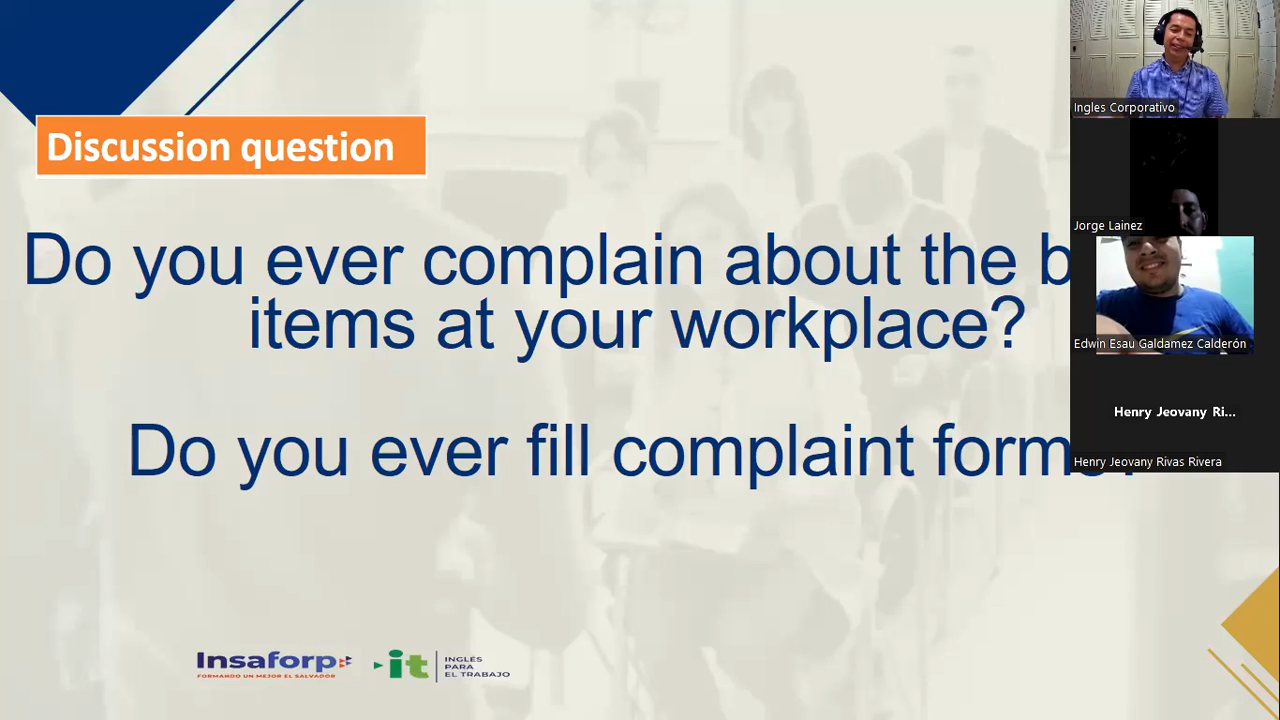 Discussion question
Do you ever complain about the b
items at your workplace?
Do you ever fill complaint form
Insaforp
FORMANDO UN MEJOR EL SALVADOR
it
INGLÉS
PARA
EL TRABAJO
Ingles Corporativo
Jorge Lainez
Edwin Esau Galdamez Calderón
Henry Jeovany Ri...
Henry Jeovany Rivas Rivera